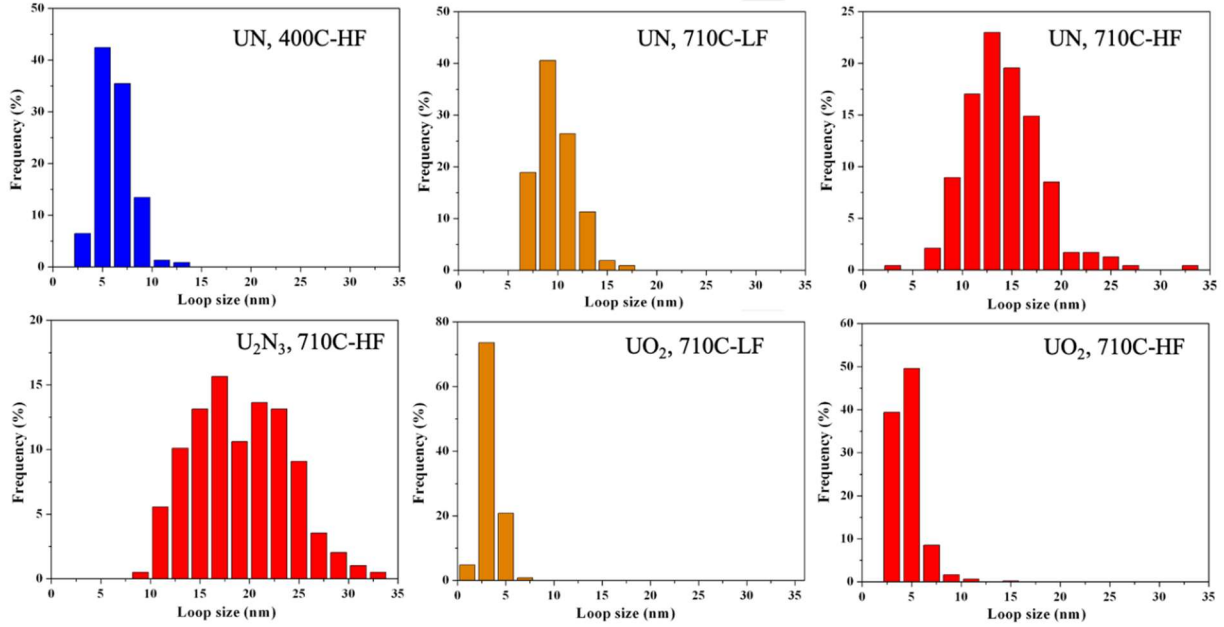 UN, 400C-HF
Frequency (%)
50
40
30
20
10
0
0 5 10 15 20 25 30 35
Loop size (nm)
UN, 710C-LF
Frequency (%)
50
40
30
20
10
0
0 5 10 15 20 25 30 35
Loop size (nm)
UN, 710C-HF
Frequency (%)
25
20
15
10
5
0
0 5 10 15 20 25 30 35
Loop size (nm)
U₂N₃, 710C-HF
Frequency (%)
20
15
10
5
0
0 5 10 15 20 25 30 35
Loop size (nm)
UO₂, 710C-LF
Frequency (%)
80
60
40
20
0
0 5 10 15 20 25 30 35
Loop size (nm)
UO₂, 710C-HF
Frequency (%)
60
50
40
30
20
10
0
0 5 10 15 20 25 30 35
Loop size (nm)